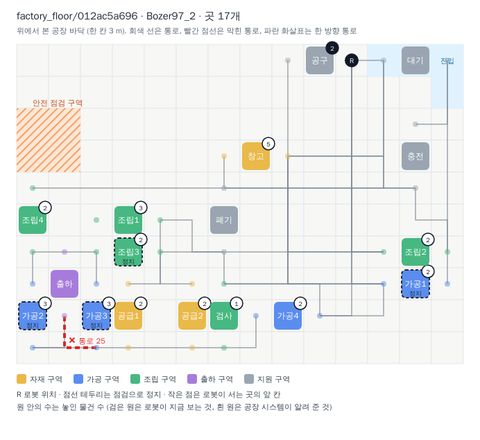 factory_floor/012ac5a696 · Bozer97_2 · 곳 17개
위에서 본 공장 바닥 (한 칸 3 m). 회색 선은 통로, 빨간 점선은 막힌 통로, 파란 화살표는 한 방향 통로
2
공구
R
대기
진입
안전 점검 구역
5
창고
충전
2
조립4
3
조립1
폐기
2
조립3
정지
2
조립2
출하
2
가공1
정지
3
가공2
정지
3
가공3
정지
2
공급1
2
공급2
1
검사
2
가공4
✕ 통로 25
자재 구역
가공 구역
조립 구역
출하 구역
지원 구역
R 로봇 위치 · 점선 테두리는 점검으로 정지 · 작은 점은 로봇이 서는 곳의 앞 칸
원 안의 수는 놓인 물건 수 (검은 원은 로봇이 지금 보는 것, 흰 원은 공장 시스템이 알려 준 것)